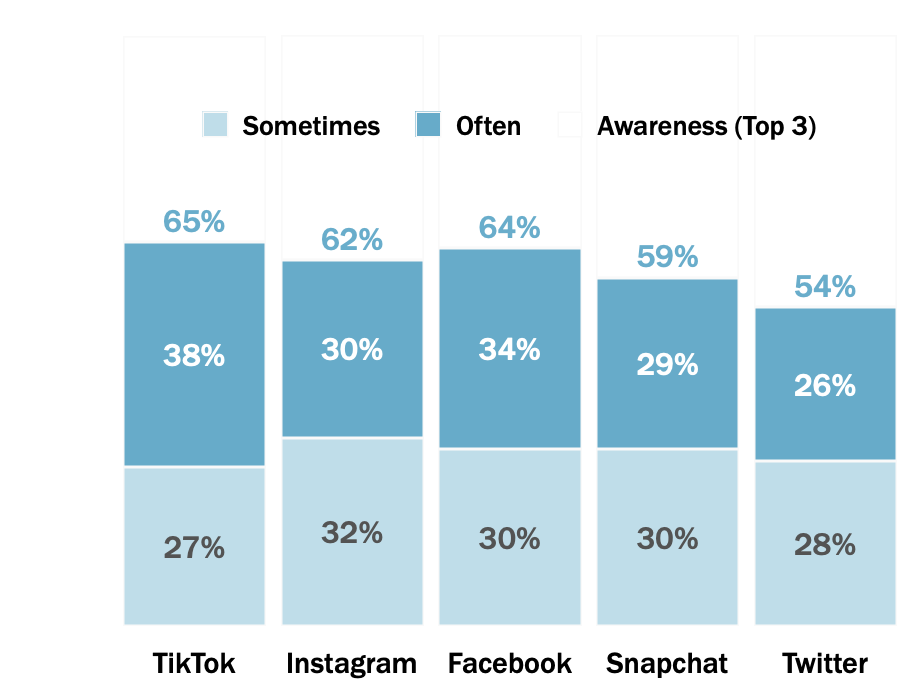 Sometimes Often Awareness (Top 3)
65% 62% 64% 59% 54%
38% 30% 34% 29% 26%
27% 32% 30% 30% 28%
TikTok Instagram Facebook Snapchat Twitter